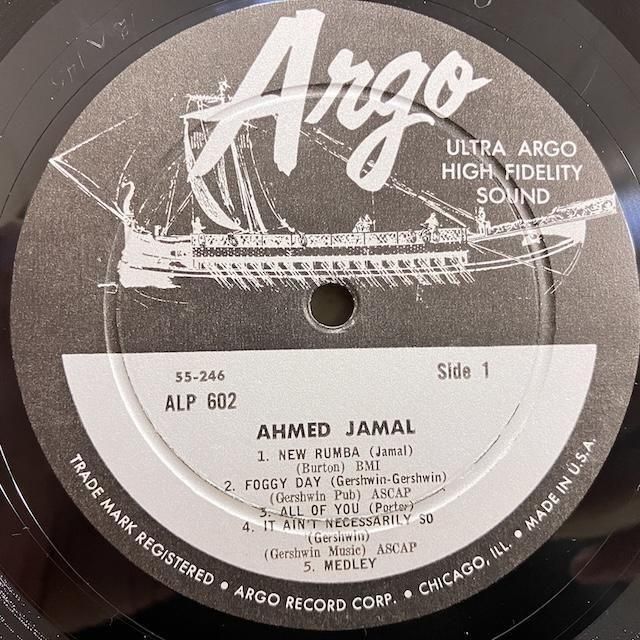 Argo
ULTRA ARGO
HIGH FIDELITY
SOUND
55-246
Side 1
ALP 602
AHMED JAMAL
1. NEW RUMBA (Jamal)
(Burton) BMI
2. FOGGY DAY (Gershwin-Gershwin)
(Gershwin Pub) ASCAP
3. ALL OF YOU (Porter)
4. IT AIN'T NECESSARILY SO
(Gershwin)
(Gershwin Music) ASCAP
5. MEDLEY
TRADE MARK REGISTERED • ARGO RECORD CORP. • CHICAGO, ILL. • MADE IN U.S.A.